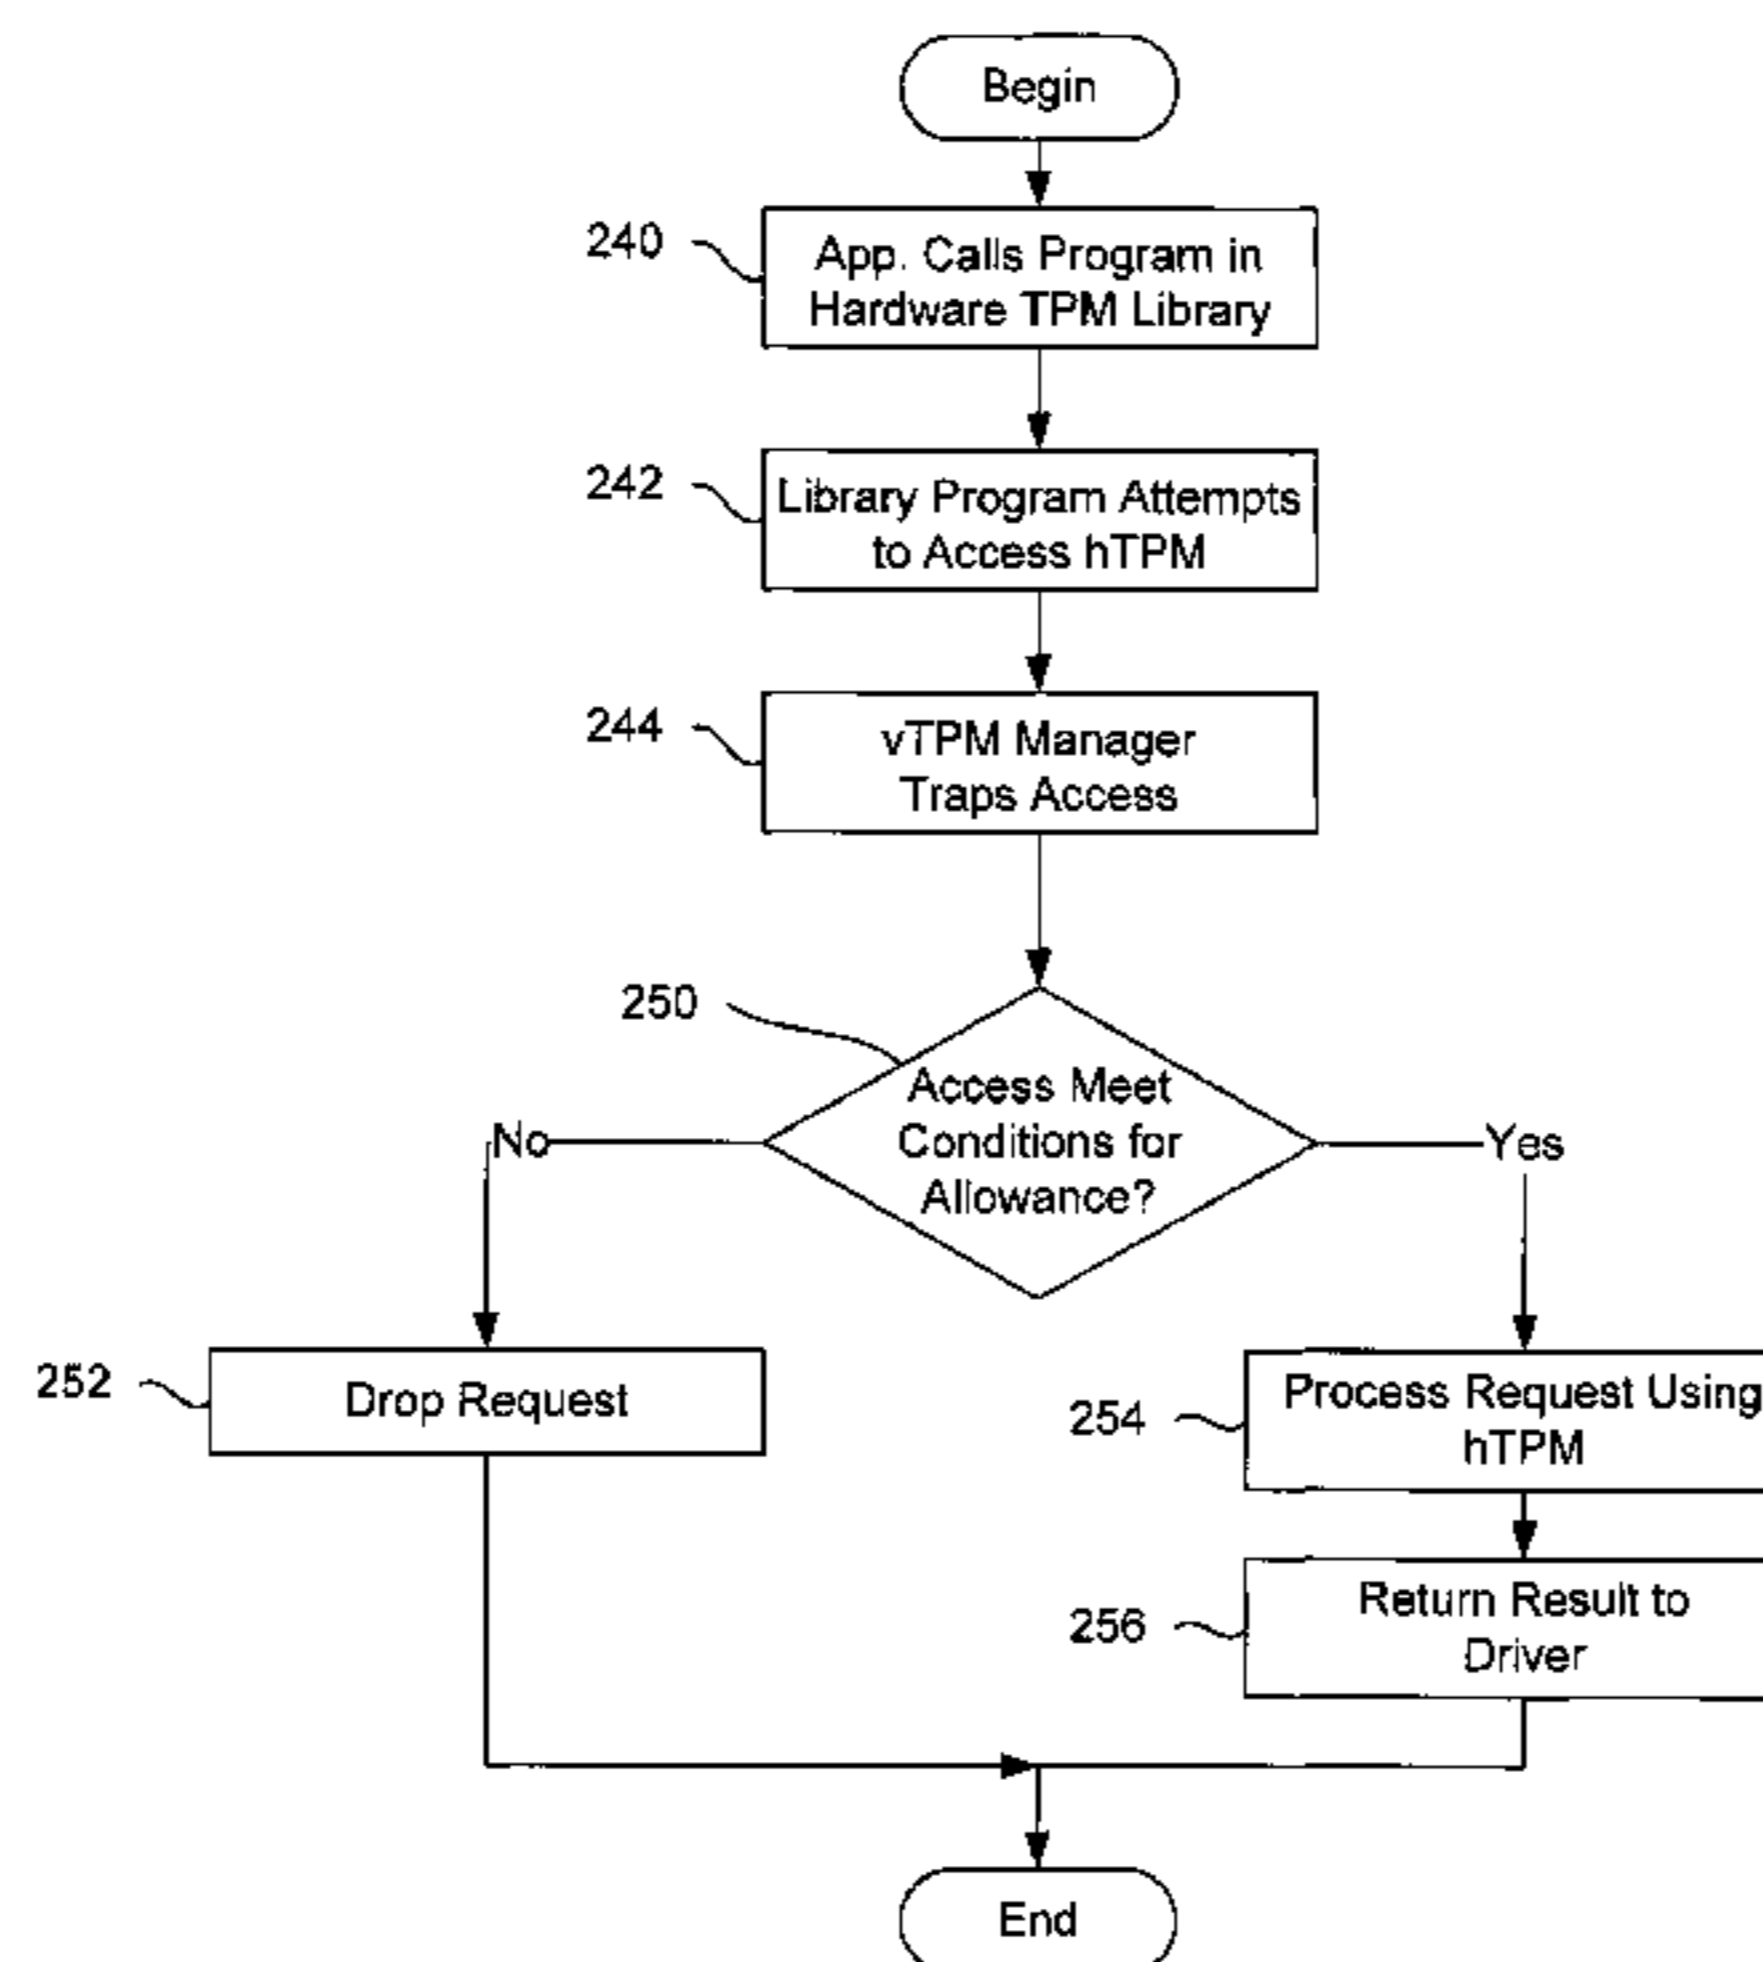 Begin
240
App. Calls Program in
Hardware TPM Library
242
Library Program Attempts
to Access hTPM
244
vTPM Manager
Traps Access
250
Access Meet
Conditions for
Allowance?
No
Yes
252
Drop Request
254
Process Request Using
hTPM
256
Return Result to
Driver
End